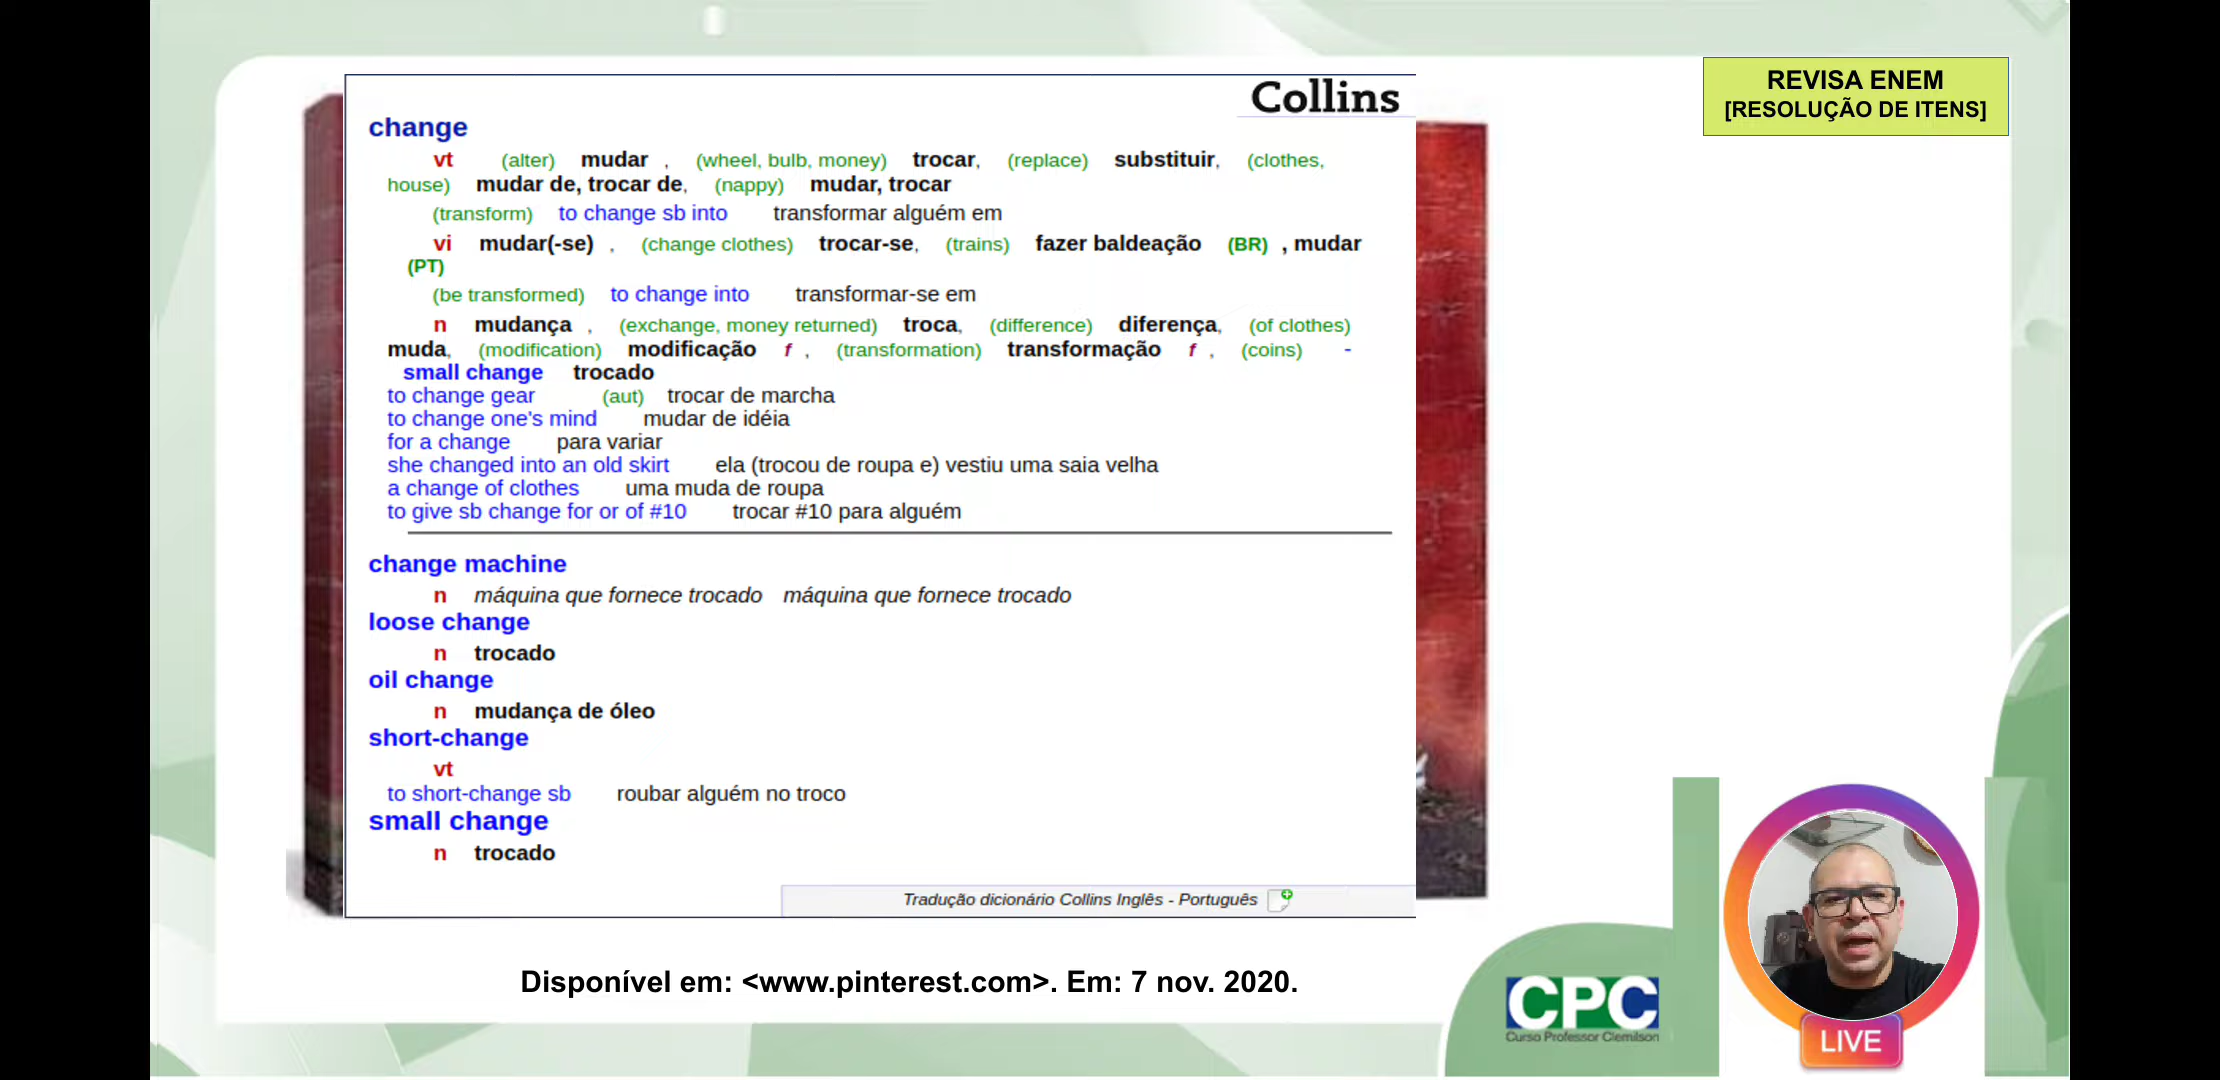 REVISA ENEM
[RESOLUÇÃO DE ITENS]
Collins
change
vt (alter) mudar , (wheel, bulb, money) trocar, (replace) substituir, (clothes,
house) mudar de, trocar de, (nappy) mudar, trocar
(transform) to change sb into transformar alguém em
vi mudar(-se) , (change clothes) trocar-se, (trains) fazer baldeação (BR) , mudar
(PT)
(be transformed) to change into transformar-se em
n mudança , (exchange, money returned) troca, (difference) diferença, (of clothes)
muda, (modification) modificação f , (transformation) transformação f , (coins) -
small change trocado
to change gear (aut) trocar de marcha
to change one's mind mudar de idéia
for a change para variar
she changed into an old skirt ela (trocou de roupa e) vestiu uma saia velha
a change of clothes uma muda de roupa
to give sb change for or of #10 trocar #10 para alguém
change machine
n máquina que fornece trocado máquina que fornece trocado
loose change
n trocado
oil change
n mudança de óleo
short-change
vt
to short-change sb roubar alguém no troco
small change
n trocado
Tradução dicionário Collins Inglês - Português
Disponível em: <www.pinterest.com>. Em: 7 nov. 2020.
CPC
Curso Professor Clemilson
LIVE